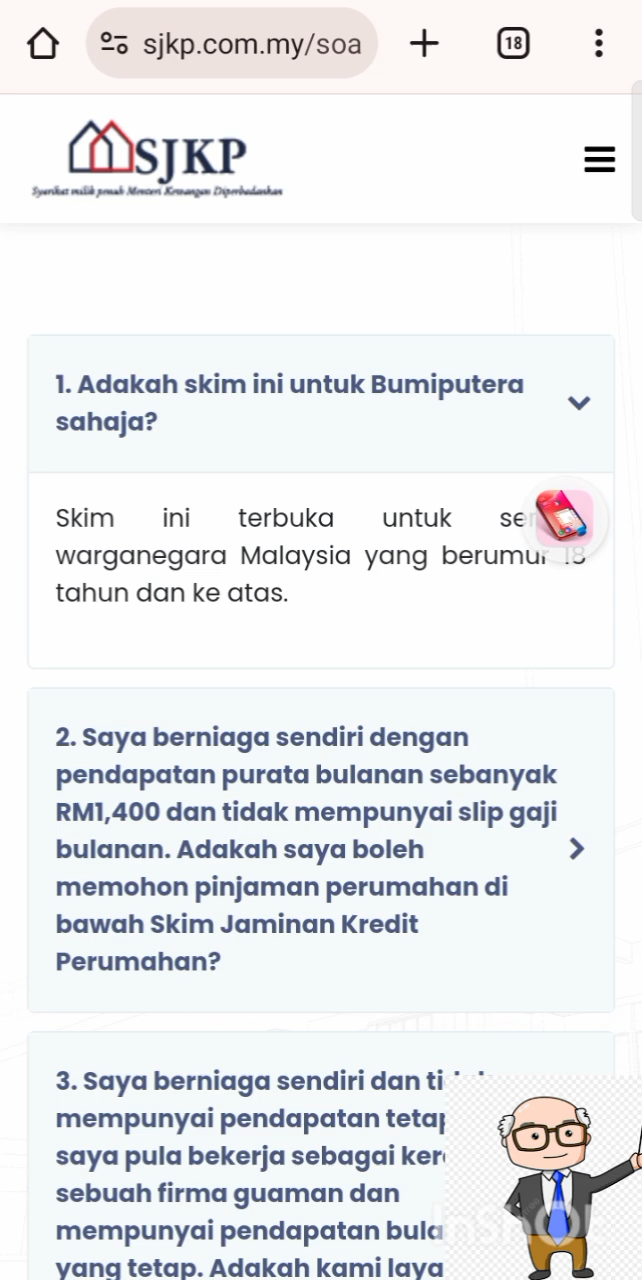 sjkp.com.my/soa
18
SJKP
Syarikat milik penuh Menteri Kewangan Diperbadankan
1. Adakah skim ini untuk Bumiputera
sahaja?
Skim ini terbuka untuk
warganegara Malaysia yang berumur 18
tahun dan ke atas.
2. Saya berniaga sendiri dengan
pendapatan purata bulanan sebanyak
RM1,400 dan tidak mempunyai slip gaji
bulanan. Adakah saya boleh
memohon pinjaman perumahan di
bawah Skim Jaminan Kredit
Perumahan?
3. Saya berniaga sendiri dan
mempunyai pendapatan
saya pula bekerja sebagai
sebuah firma guaman dan
mempunyai pendapatan
yang tetap. Adakah kami
InShOt